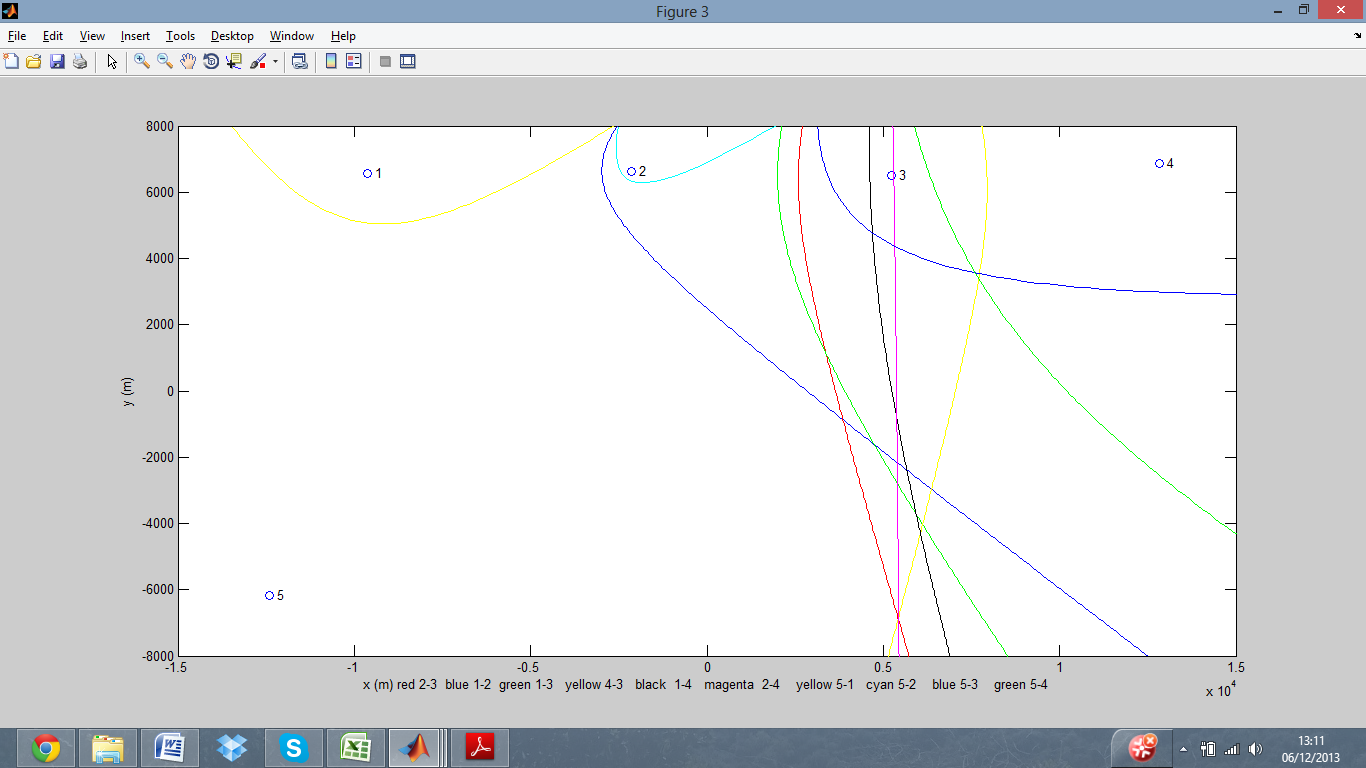 Figure 3
File Edit View Insert Tools Desktop Window Help
8000
6000
4000
2000
0
-2000
-4000
-6000
-8000
y (m)
1
2
3
4
5
-1.5 -1 -0.5 0 0.5 1 1.5
x (m) red 2-3 blue 1-2 green 1-3 yellow 4-3 black 1-4 magenta 2-4 yellow 5-1 cyan 5-2 blue 5-3 green 5-4
x 10^4
13:11
06/12/2013